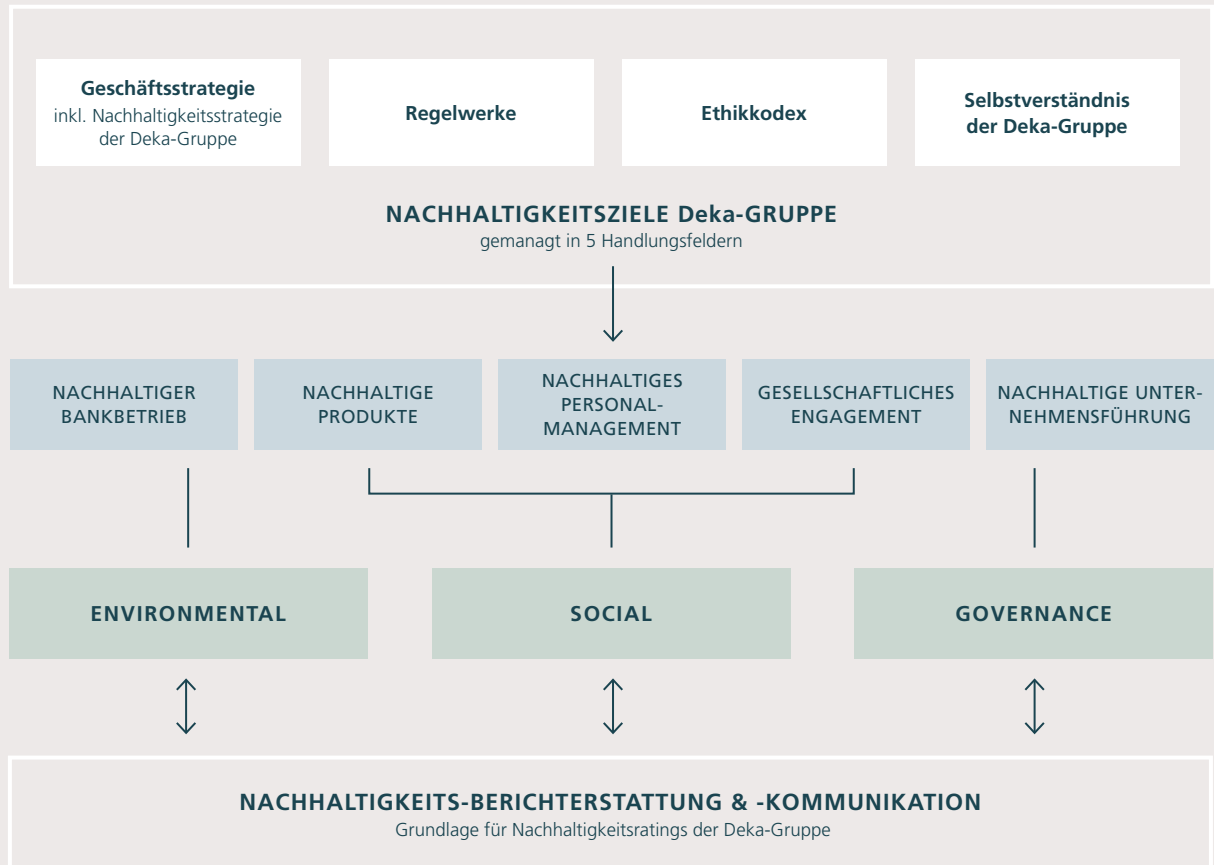 Geschäftsstrategie
inkl. Nachhaltigkeitsstrategie
der Deka-Gruppe
Regelwerke
Ethikkodex
Selbstverständnis
der Deka-Gruppe
NACHHALTIGKEITSZIELE Deka-GRUPPE
gemanagt in 5 Handlungsfeldern
NACHHALTIGER
BANKBETRIEB
NACHHALTIGE
PRODUKTE
NACHHALTIGES
PERSONAL-
MANAGEMENT
GESELLSCHAFTLICHES
ENGAGEMENT
NACHHALTIGE UNTER-
NEHMENSFÜHRUNG
ENVIRONMENTAL
SOCIAL
GOVERNANCE
NACHHALTIGKEITS-BERICHTERSTATTUNG & -KOMMUNIKATION
Grundlage für Nachhaltigkeitsratings der Deka-Gruppe